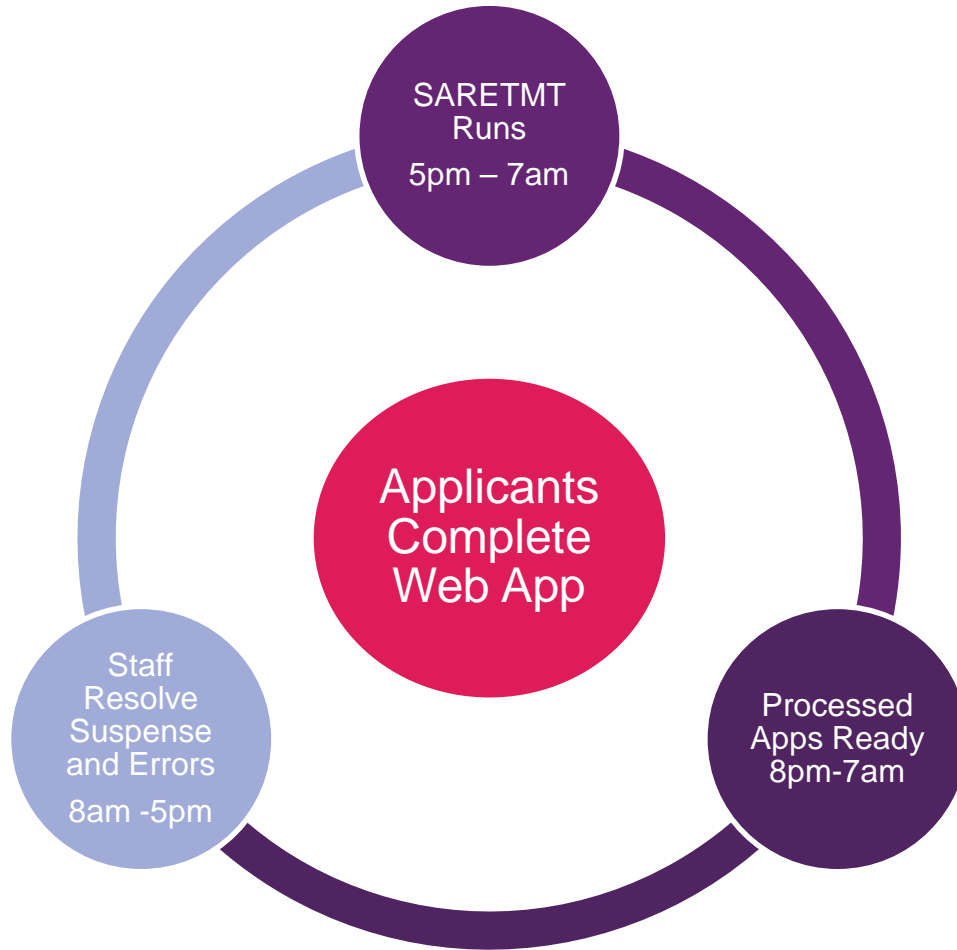 SARETMT
Runs
5pm – 7am
Applicants
Complete
Web App
Staff
Resolve
Suspense
and Errors
8am -5pm
Processed
Apps Ready
8pm-7am